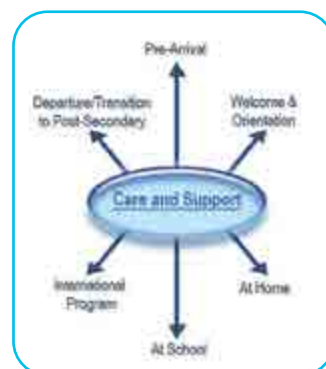 Pre-Arrival
Departure/Transition
to Post-Secondary
Welcome &
Orientation
Care and Support
International
Program
At Home
At School